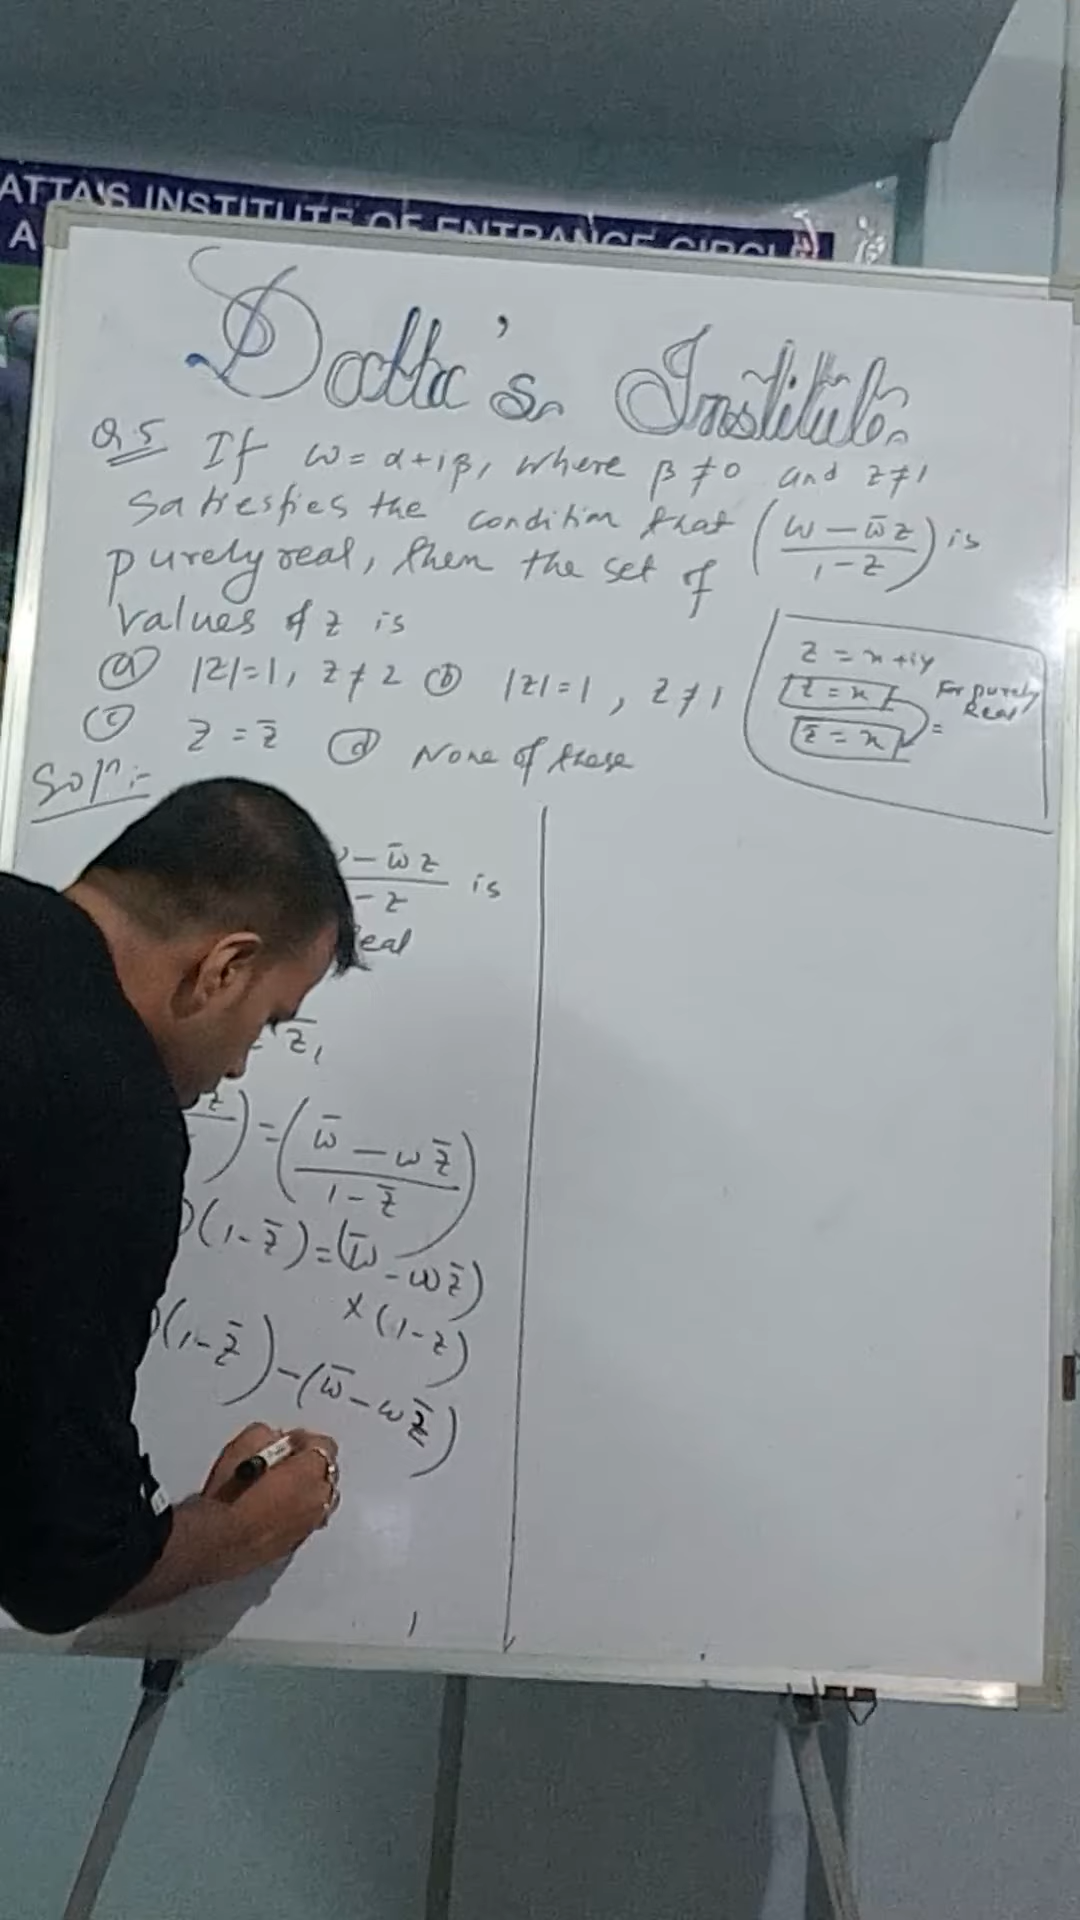 ATTA'S INSTITUTE OF ENTRANCE CIRCLE
A
Datta's Institute
Q.5 If ω = α+iβ, where β ≠ 0 and z ≠ 1
satiesfies the condition that (ω - ω̄z / 1 - z) is
purely real, then the set of
values of z is
(a) |z|=1, z ≠ 2 (b) |z|=1, z ≠ 1
(c) z = z̄ (d) None of these
z = x+iy
z = x For purely
Real
z̄ = x =
Soln:-
- ω̄z / - z is
eal
= z̄₁
z ) = ( ω̄ - ωz̄ / 1 - z̄ )
)(1 - z̄) = (ω̄ - ωz̄)
×(1-z)
)(1 - z̄) - (ω̄ - ωz̄)